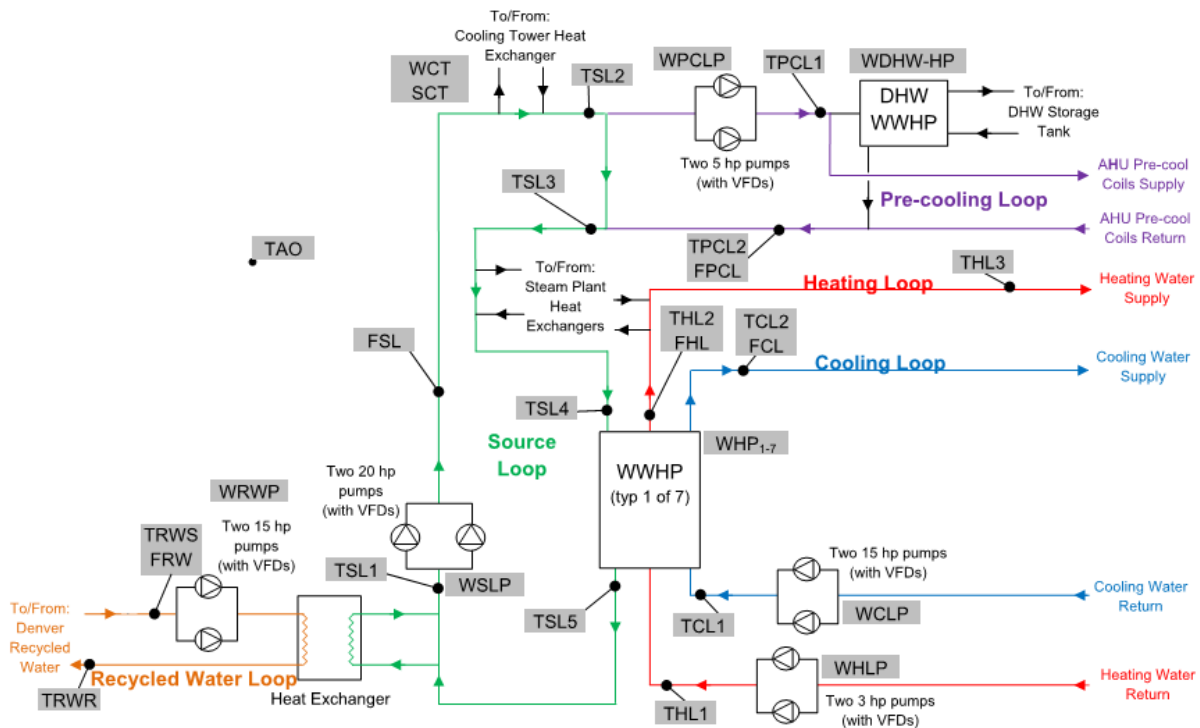 To/From:
Cooling Tower Heat
Exchanger
WCT
SCT
TSL2
WPCLP
TPCL1
WDHW-HP
DHW
WWHP
To/From:
DHW Storage
Tank
Two 5 hp pumps
(with VFDs)
AHU Pre-cool
Coils Supply
TSL3
Pre-cooling Loop
AHU Pre-cool
Coils Return
TAO
TPCL2
FPCL
To/From:
Steam Plant
Heat
Exchangers
THL3
Heating Loop
Heating Water
Supply
THL2
FHL
TCL2
FCL
FSL
Cooling Loop
Cooling Water
Supply
TSL4
Source
Loop
WHP1-7
WWHP
(typ 1 of 7)
Two 20 hp
pumps
(with VFDs)
WRWP
Two 15 hp
pumps
(with VFDs)
TRWS
FRW
TSL1
WSLP
Two 15 hp pumps
(with VFDs)
To/From:
Denver
Recycled
Water
TSL5
TCL1
WCLP
Cooling Water
Return
Recycled Water Loop
TRWR
Heat Exchanger
WHLP
Heating Water
Return
THL1
Two 3 hp pumps
(with VFDs)